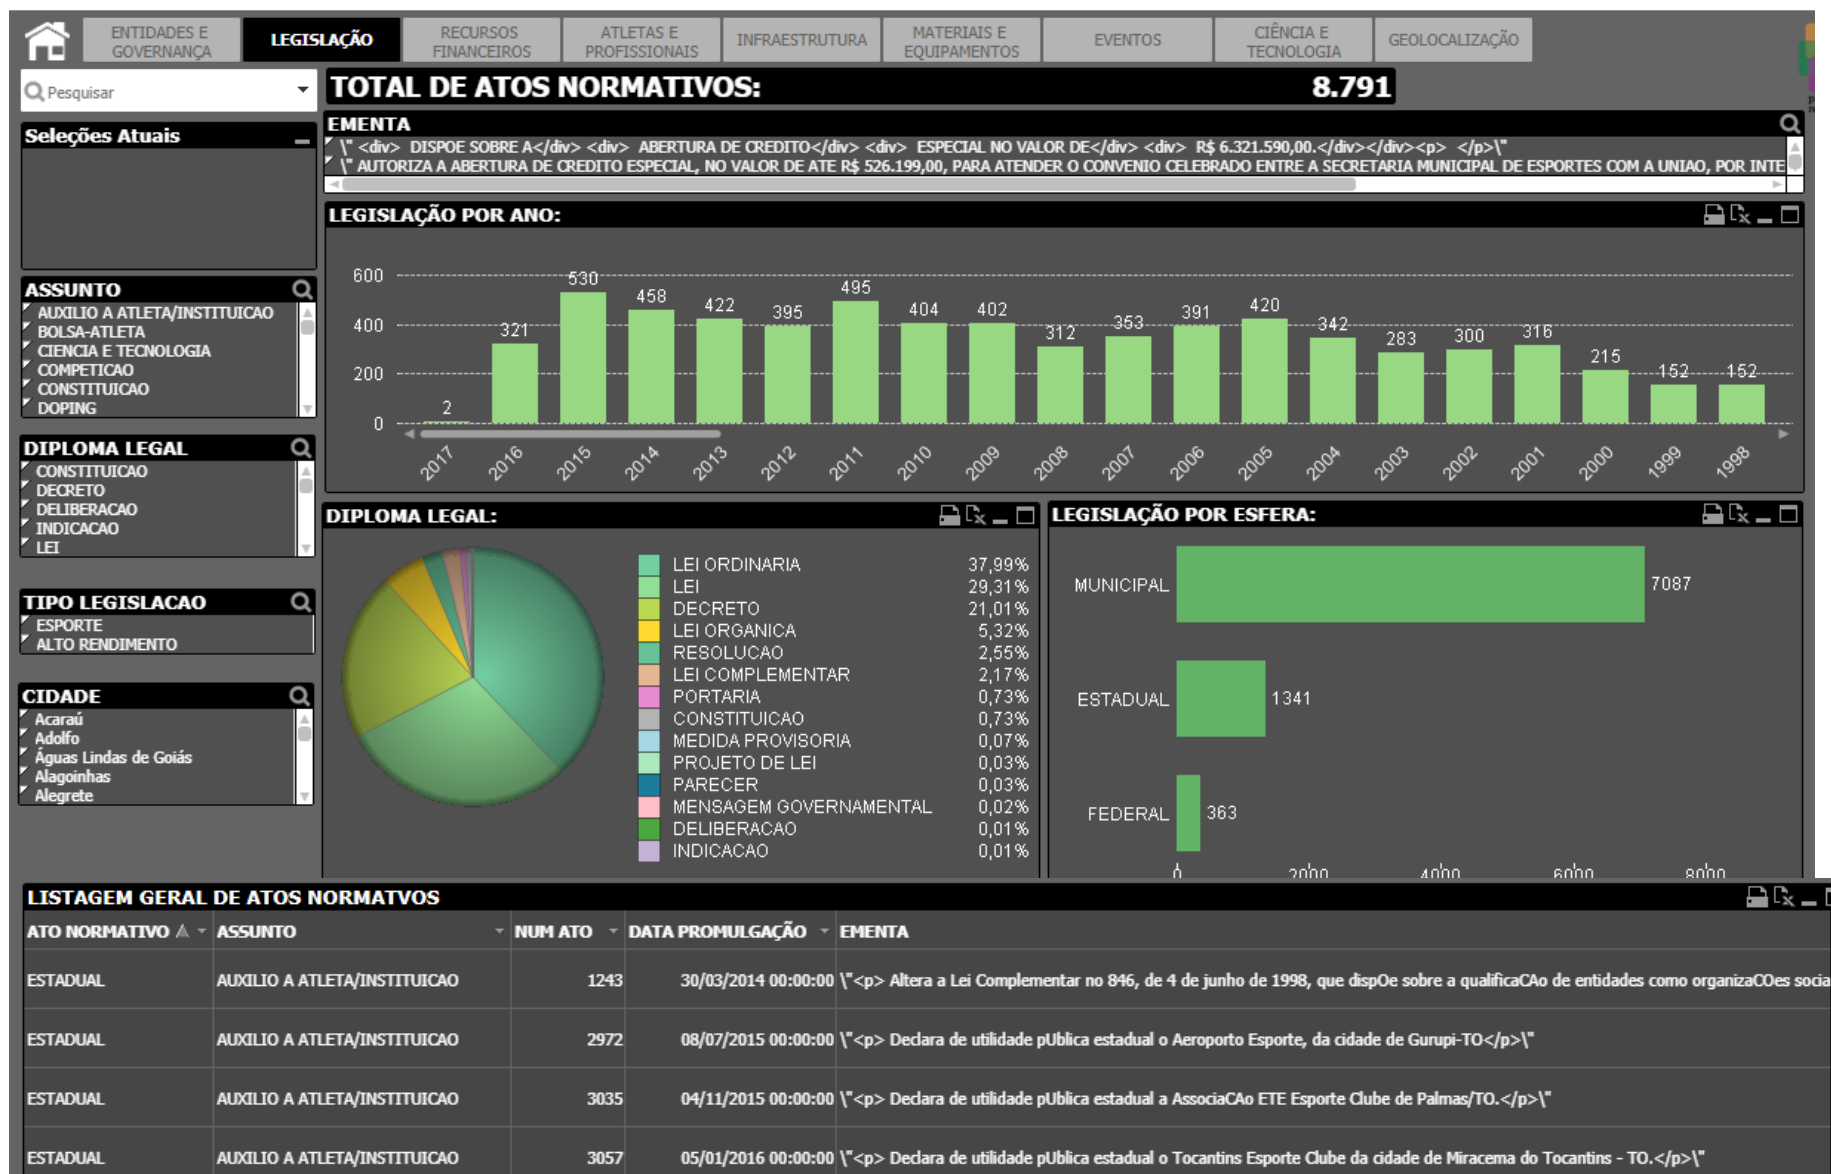 ENTIDADES E
GOVERNANÇA
LEGISLAÇÃO
RECURSOS
FINANCEIROS
ATLETAS E
PROFISSIONAIS
INFRAESTRUTURA
MATERIAIS E
EQUIPAMENTOS
EVENTOS
CIÊNCIA E
TECNOLOGIA
GEOLOCALIZAÇÃO
Pesquisar
TOTAL DE ATOS NORMATIVOS: 8.791
Seleções Atuais
EMENTA
\" <div> DISPOE SOBRE A</div> <div> ABERTURA DE CREDITO</div> <div> ESPECIAL NO VALOR DE</div> <div> R$ 6.321.590,00.</div></div><p> </p>\"
\" AUTORIZA A ABERTURA DE CREDITO ESPECIAL, NO VALOR DE ATE R$ 526.199,00, PARA ATENDER O CONVENIO CELEBRADO ENTRE A SECRETARIA MUNICIPAL DE ESPORTES COM A UNIAO, POR INTE
ASSUNTO
AUXILIO A ATLETA/INSTITUICAO
BOLSA-ATLETA
CIENCIA E TECNOLOGIA
COMPETICAO
CONSTITUICAO
DOPING
DIPLOMA LEGAL
CONSTITUICAO
DECRETO
DELIBERACAO
INDICACAO
LEI
TIPO LEGISLACAO
ESPORTE
ALTO RENDIMENTO
CIDADE
Acaraú
Adolfo
Águas Lindas de Goiás
Alagoinhas
Alegrete
LEGISLAÇÃO POR ANO:
600
400
200
0
2
321
530
458
422
395
495
404
402
312
353
391
420
342
283
300
316
215
152
152
2017
2016
2015
2014
2013
2012
2011
2010
2009
2008
2007
2006
2005
2004
2003
2002
2001
2000
1999
1998
DIPLOMA LEGAL:
LEI ORDINARIA 37,99%
LEI 29,31%
DECRETO 21,01%
LEI ORGANICA 5,32%
RESOLUCAO 2,55%
LEI COMPLEMENTAR 2,17%
PORTARIA 0,73%
CONSTITUICAO 0,73%
MEDIDA PROVISORIA 0,07%
PROJETO DE LEI 0,03%
PARECER 0,03%
MENSAGEM GOVERNAMENTAL 0,02%
DELIBERACAO 0,01%
INDICACAO 0,01%
LEGISLAÇÃO POR ESFERA:
MUNICIPAL 7087
ESTADUAL 1341
FEDERAL 363
0 2000 4000 6000 8000
LISTAGEM GERAL DE ATOS NORMATVOS
ATO NORMATIVO ASSUNTO NUM ATO DATA PROMULGAÇÃO EMENTA
ESTADUAL AUXILIO A ATLETA/INSTITUICAO 1243 30/03/2014 00:00:00 \"<p> Altera a Lei Complementar no 846, de 4 de junho de 1998, que dispOe sobre a qualificaCAo de entidades como organizaCOes socia
ESTADUAL AUXILIO A ATLETA/INSTITUICAO 2972 08/07/2015 00:00:00 \"<p> Declara de utilidade pUblica estadual o Aeroporto Esporte, da cidade de Gurupi-TO</p>\"
ESTADUAL AUXILIO A ATLETA/INSTITUICAO 3035 04/11/2015 00:00:00 \"<p> Declara de utilidade pUblica estadual a AssociaCAo ETE Esporte Clube de Palmas/TO.</p>\"
ESTADUAL AUXILIO A ATLETA/INSTITUICAO 3057 05/01/2016 00:00:00 \"<p> Declara de utilidade pUblica estadual o Tocantins Esporte Clube da cidade de Miracema do Tocantins - TO.</p>\"